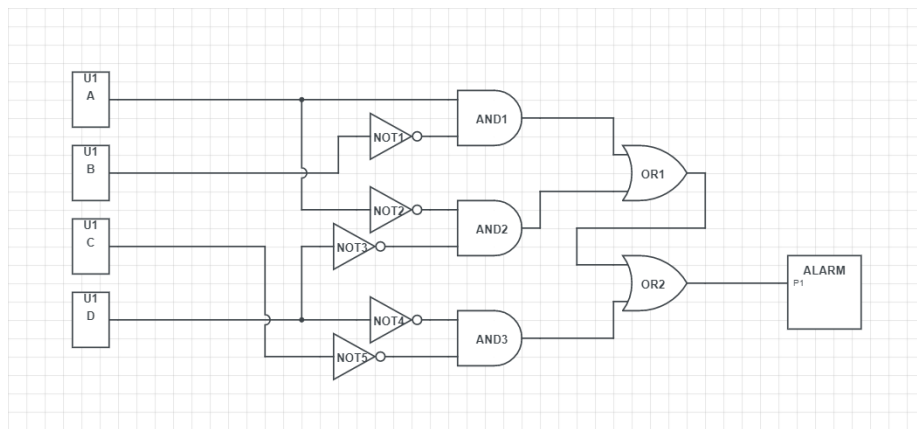 U1
A
U1
B
U1
C
U1
D
NOT1
NOT2
NOT3
NOT4
NOT5
AND1
AND2
AND3
OR1
OR2
ALARM
P1